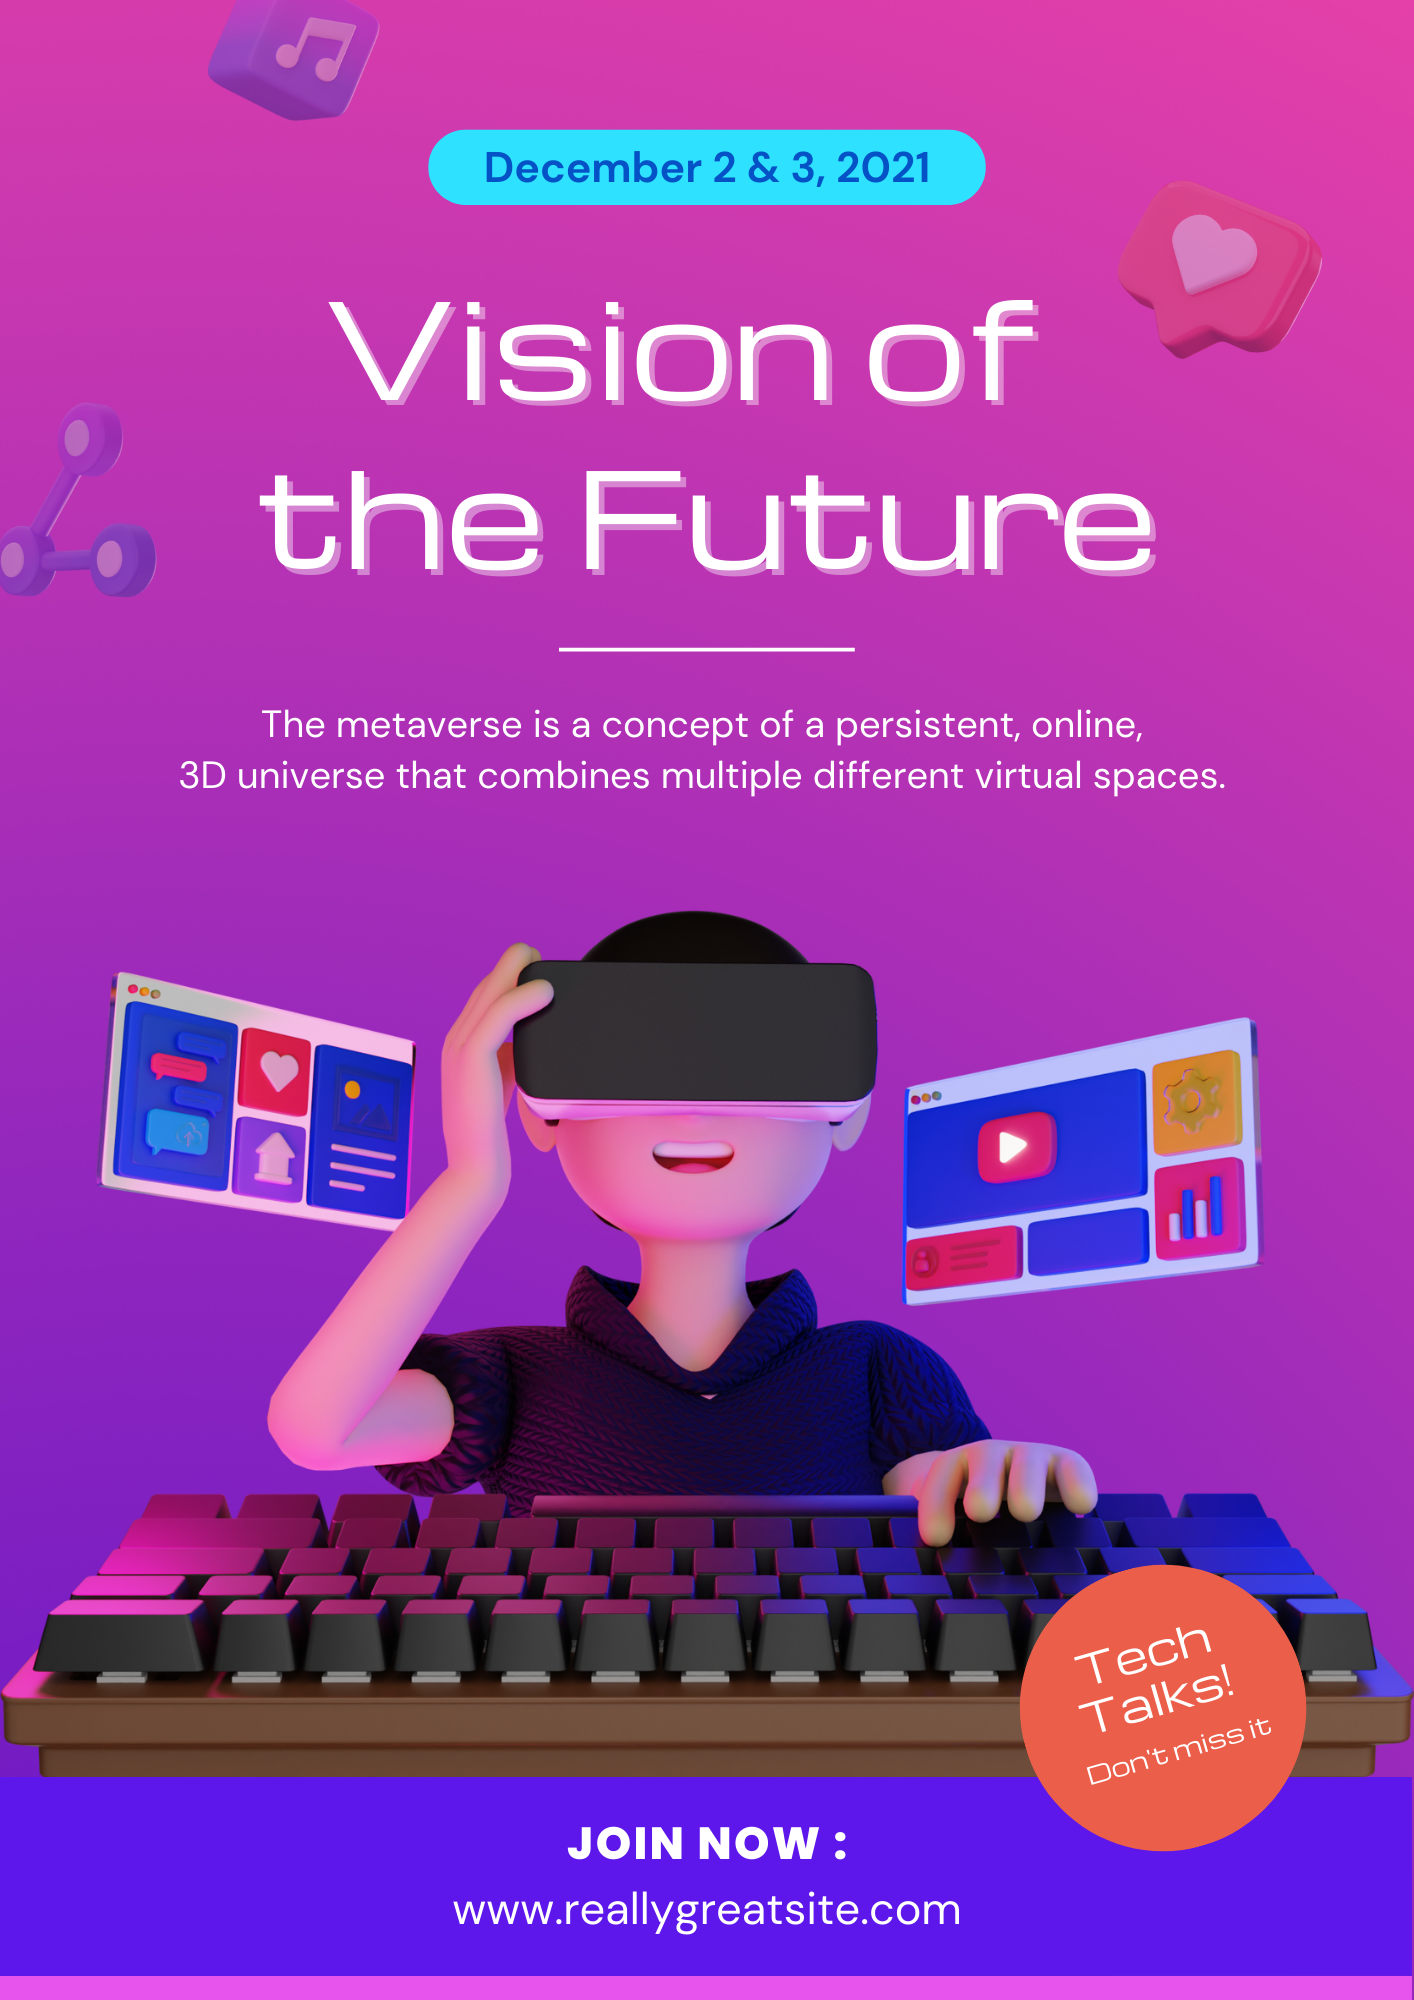 December 2 & 3, 2021
Vision of
the Future
The metaverse is a concept of a persistent, online,
3D universe that combines multiple different virtual spaces.
Tech
Talks!
Don't miss it
JOIN NOW :
www.reallygreatsite.com